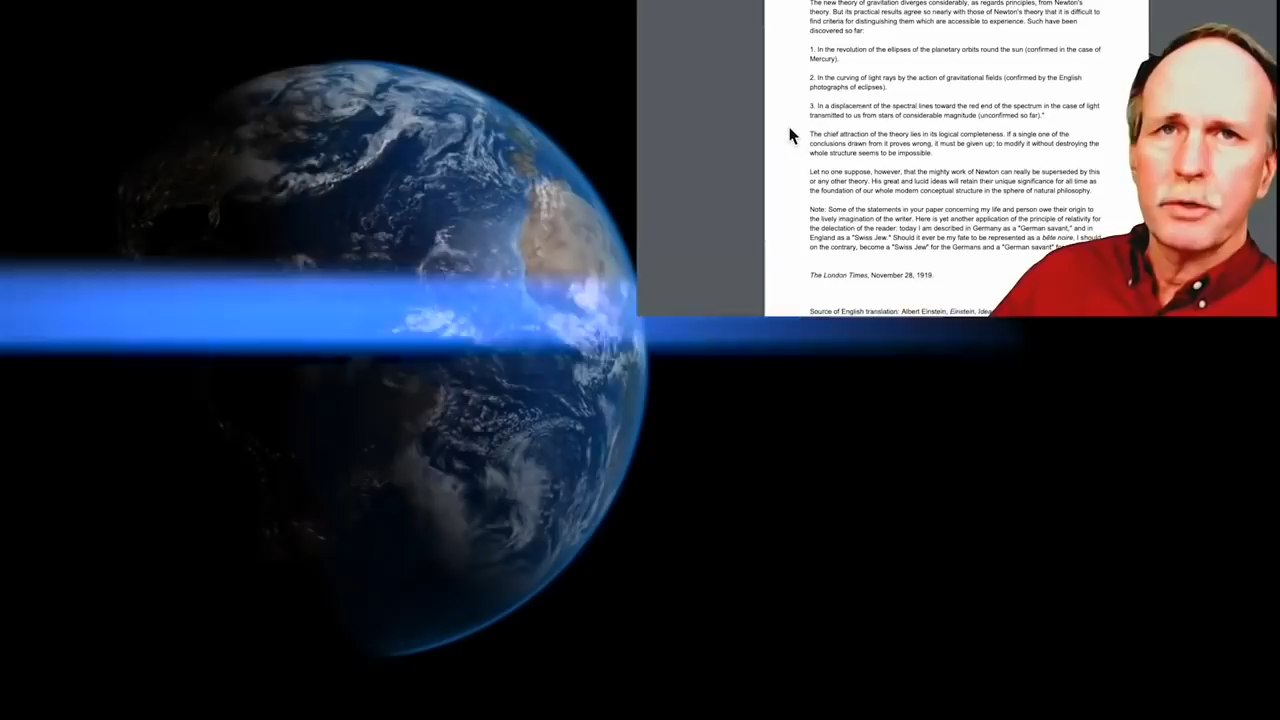 The new theory of gravitation diverges considerably, as regards principles, from Newton's
theory. But its practical results agree so nearly with those of Newton's theory that it is difficult to
find criteria for distinguishing them which are accessible to experience. Such have been
discovered so far:
1. In the revolution of the ellipses of the planetary orbits round the sun (confirmed in the case of
Mercury).
2. In the curving of light rays by the action of gravitational fields (confirmed by the English
photographs of eclipses).
3. In a displacement of the spectral lines toward the red end of the spectrum in the case of light
transmitted to us from stars of considerable magnitude (unconfirmed so far)."
The chief attraction of the theory lies in its logical completeness. If a single one of the
conclusions drawn from it proves wrong, it must be given up; to modify it without destroying the
whole structure seems to be impossible.
Let no one suppose, however, that the mighty work of Newton can really be superseded by this
or any other theory. His great and lucid ideas will retain their unique significance for all time as
the foundation of our whole modern conceptual structure in the sphere of natural philosophy.
Note: Some of the statements in your paper concerning my life and person owe their origin to
the lively imagination of the writer. Here is yet another application of the principle of relativity for
the delectation of the reader: today I am described in Germany as a "German savant," and in
England as a "Swiss Jew." Should it ever be my fate to be represented as a bête noire, I should
on the contrary, become a "Swiss Jew" for the Germans and a "German savant"
The London Times, November 28, 1919.
Source of English translation: Albert Einstein, Einstein,